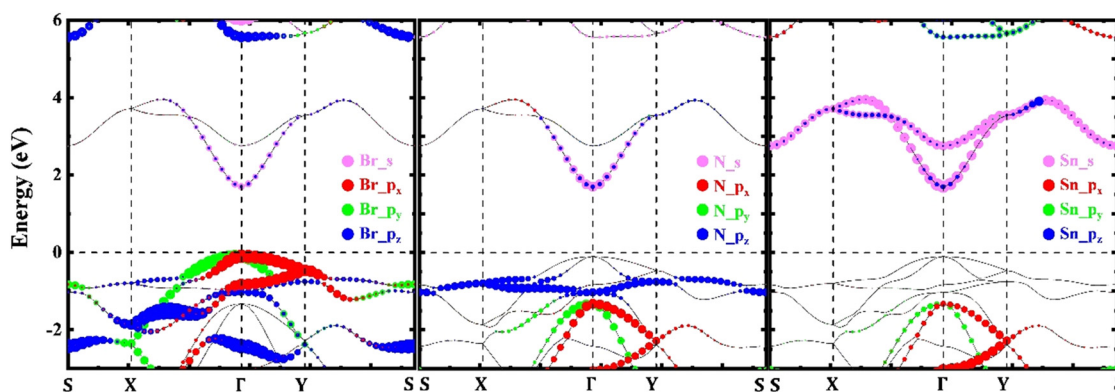 6
4
2
0
-2
Energy (eV)
Br_s
Br_px
Br_py
Br_pz
S X Γ Y S
N_s
N_px
N_py
N_pz
S X Γ Y S
Sn_s
Sn_px
Sn_py
Sn_pz
S X Γ Y S